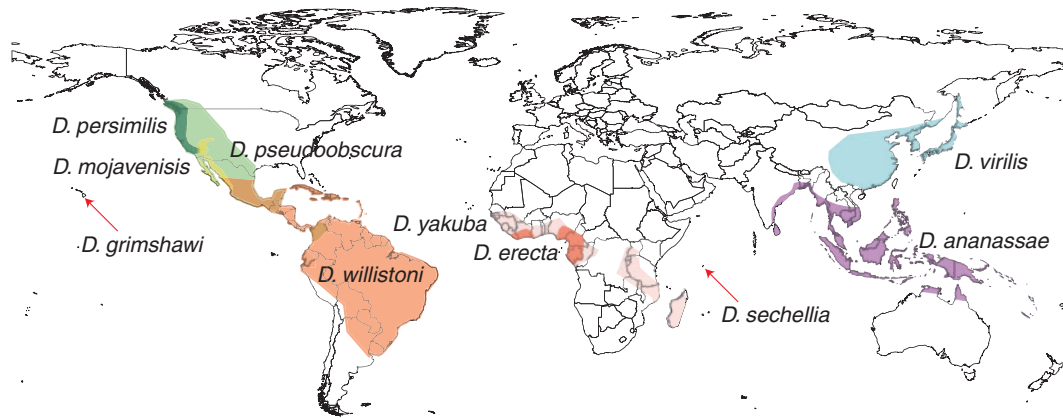 D. persimilis
D. pseudoobscura
D. mojavenisis
D. virilis
D. grimshawi
D. yakuba
D. erecta
D. ananassae
D. willistoni
D. sechellia